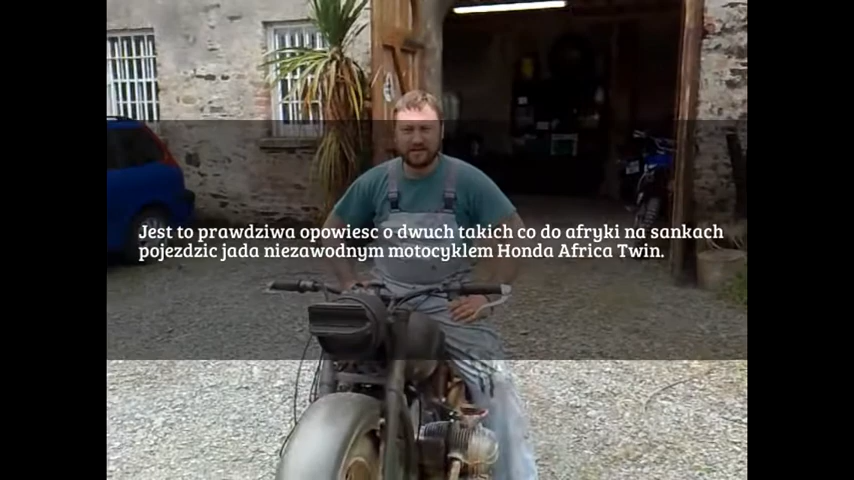 Jest to prawdziwa opowiesc o dwuch takich co do afryki na sankach
pojezdzic jada niezawodnym motocyklem Honda Africa Twin.